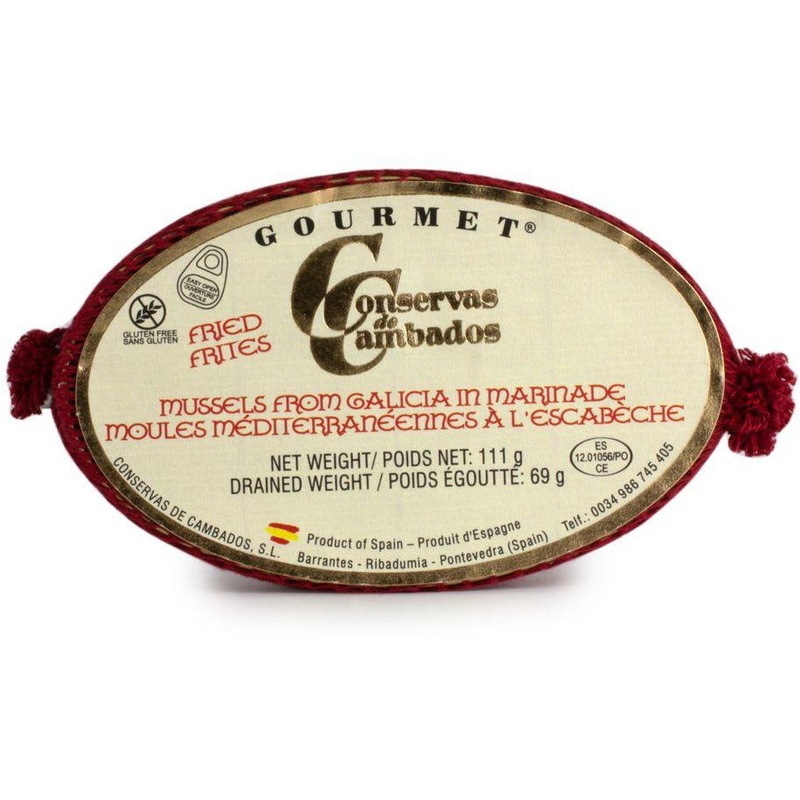 GOURMET®
Conservas
de
Cambados
EASY OPEN
OUVERTURE
FACILE
GLUTEN FREE
SANS GLUTEN
FRIED
FRITES
MUSSELS FROM GALICIA IN MARINADE
MOULES MÉDITERRANÉENNES À L'ESCABÈCHE
NET WEIGHT/ POIDS NET: 111 g
DRAINED WEIGHT / POIDS ÉGOUTTÉ: 69 g
ES
12.01056/PO
CE
CONSERVAS DE CAMBADOS, S.L.
Product of Spain – Produit d'Espagne
Barrantes - Ribadumia - Pontevedra (Spain)
Telf.: 0034 986 745 405